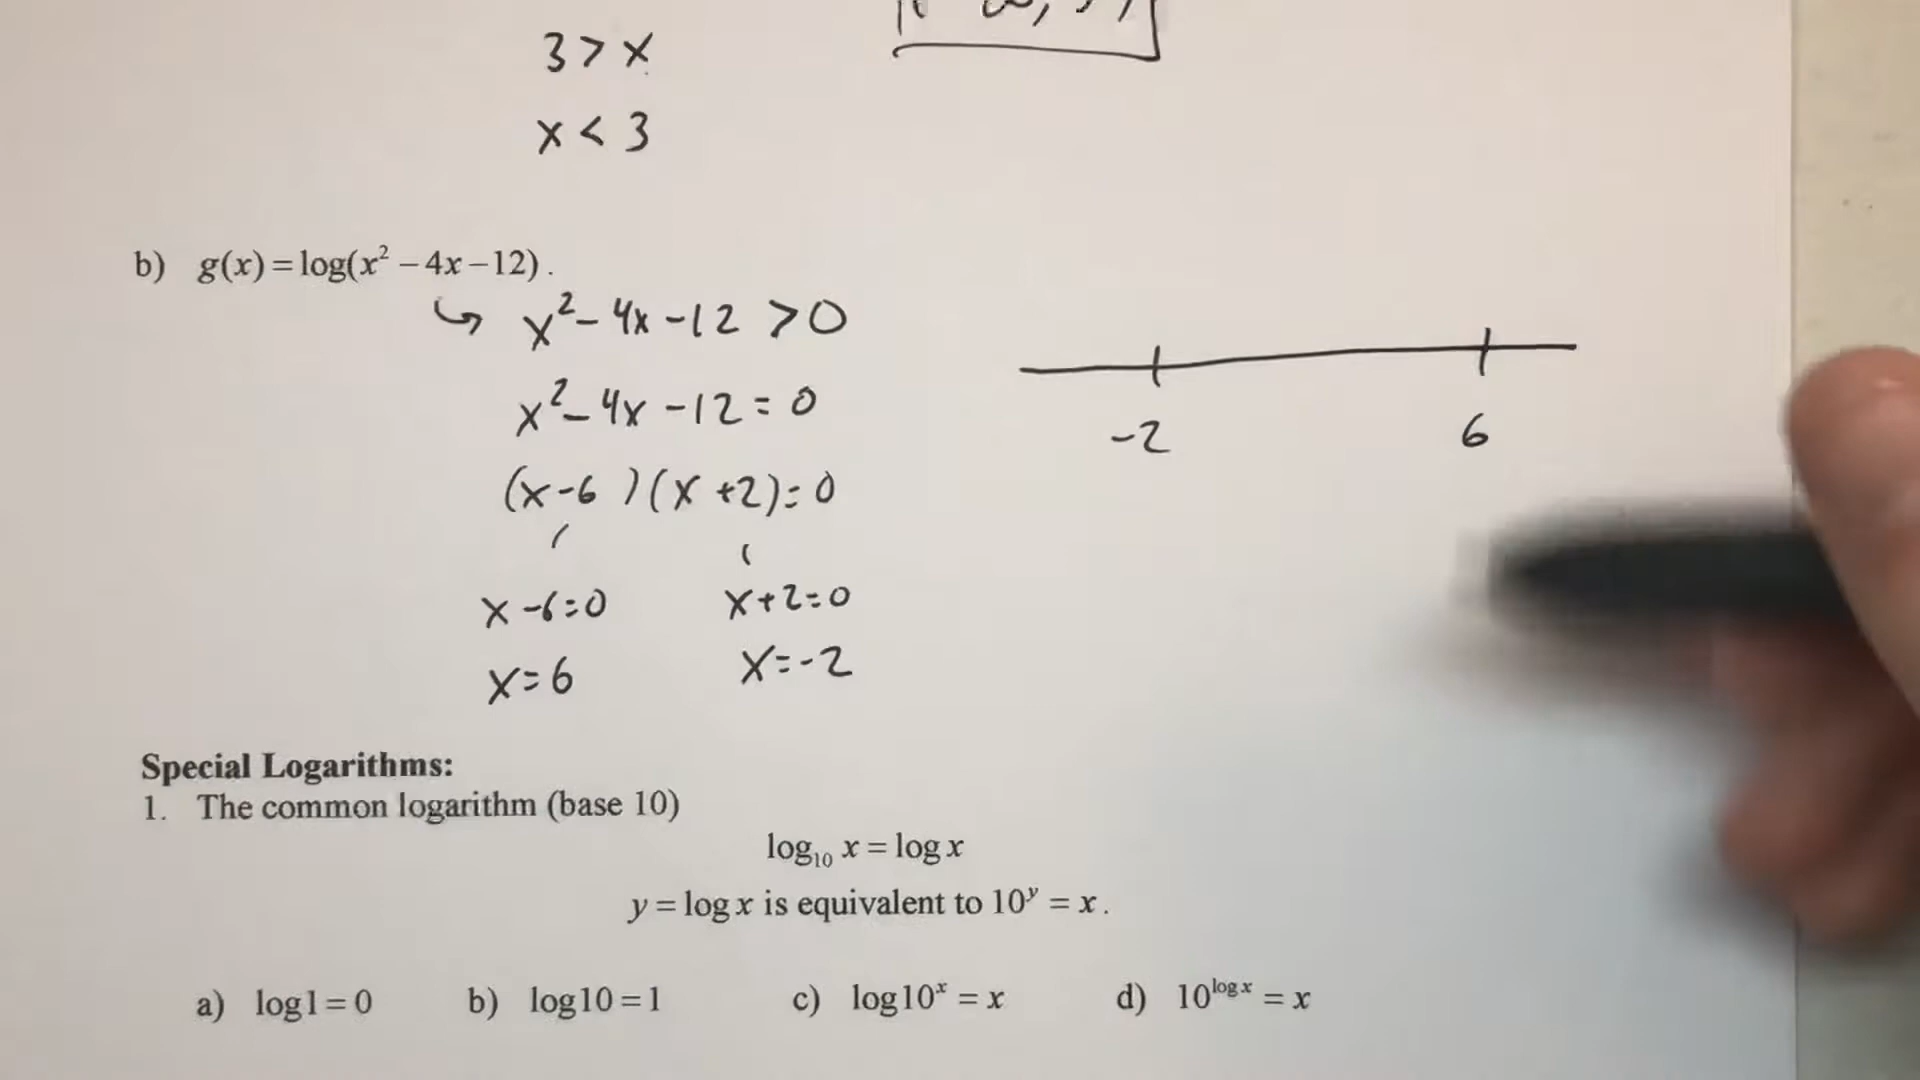 3 > x
x < 3
b) g(x) = log(x² − 4x − 12).
↳ x² − 4x − 12 > 0
x² − 4x − 12 = 0
(x − 6)(x + 2) = 0
x − 6 = 0 x + 2 = 0
x = 6 x = −2
−2 6
Special Logarithms:
1. The common logarithm (base 10)
log₁₀ x = log x
y = log x is equivalent to 10ʸ = x.
a) log 1 = 0 b) log 10 = 1 c) log 10ˣ = x d) 10^(log x) = x